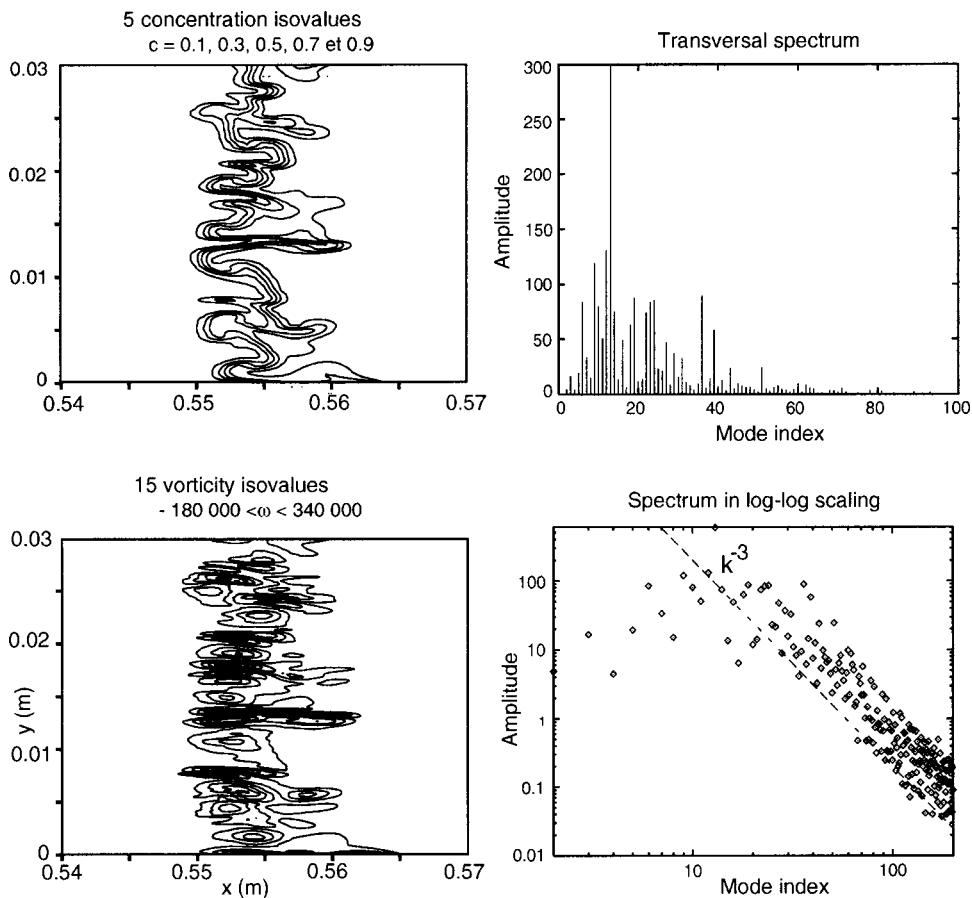 5 concentration isovalues
c = 0.1, 0.3, 0.5, 0.7 et 0.9
0.03
0.02
0.01
0
0.54
0.55
0.56
0.57
Transversal spectrum
300
250
200
150
100
50
0
Amplitude
0
20
40
60
80
100
Mode index
15 vorticity isovalues
- 180 000 <ω < 340 000
0.03
0.02
0.01
0
y (m)
0.54
0.55
0.56
0.57
x (m)
Spectrum in log-log scaling
k-3
100
10
1
0.1
0.01
Amplitude
10
100
Mode index